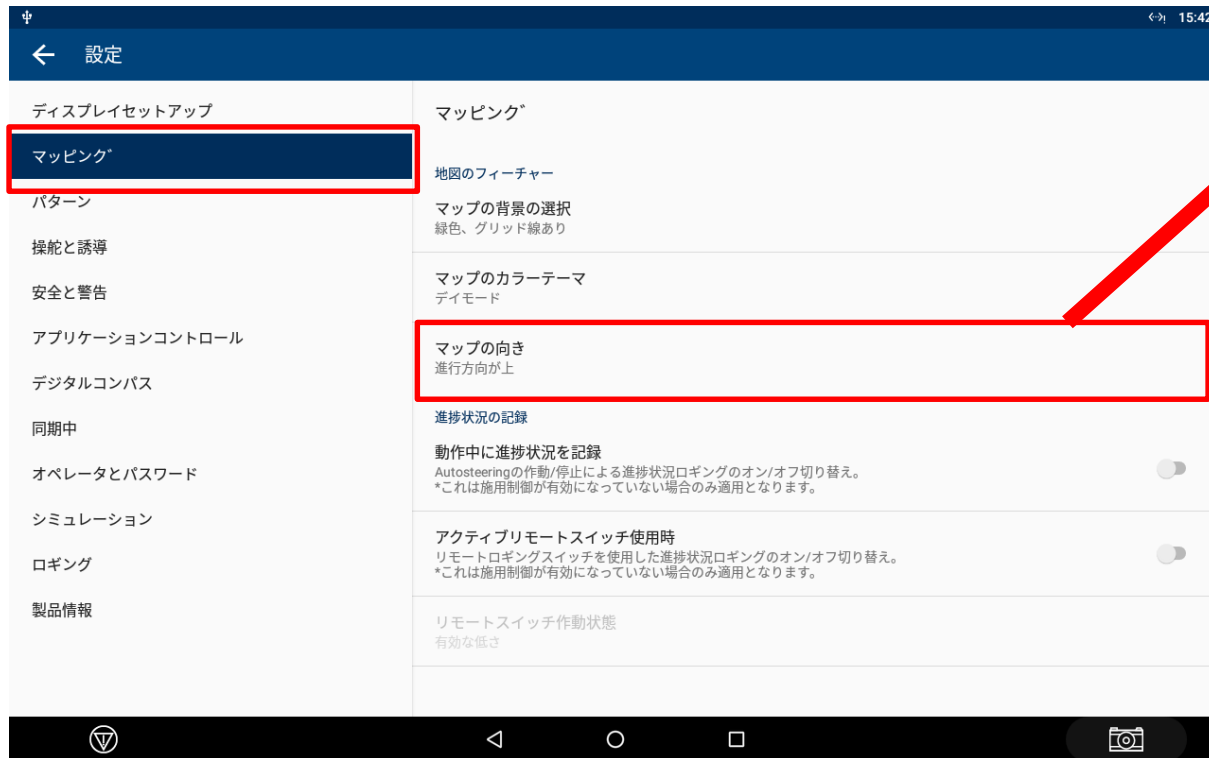 15:42
設定
ディスプレイセットアップ
マッピング
パターン
操舵と誘導
安全と警告
アプリケーションコントロール
デジタルコンパス
同期中
オペレータとパスワード
シミュレーション
ロギング
製品情報
マッピング
地図のフィーチャー
マップの背景の選択
緑色、グリッド線あり
マップのカラーテーマ
デイモード
マップの向き
進行方向が上
進捗状況の記録
動作中に進捗状況を記録
Autosteeringの作動/停止による進捗状況ロギングのオン/オフ切り替え。
*これは施用制御が有効になっていない場合のみ適用となります。
アクティブリモートスイッチ使用時
リモートロギングスイッチを使用した進捗状況ロギングのオン/オフ切り替え。
*これは施用制御が有効になっていない場合のみ適用となります。
リモートスイッチ作動状態
有効な低さ